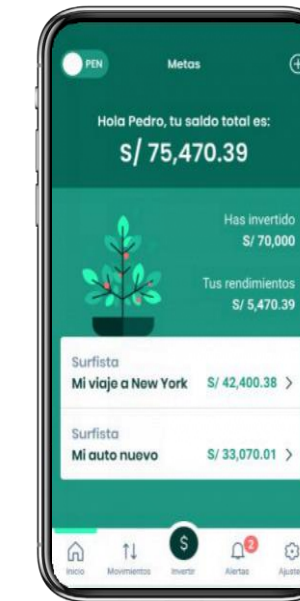 PEN
Metas
Hola Pedro, tu saldo total es:
S/ 75,470.39
Has invertido
S/ 70,000
Tus rendimientos
S/ 5,470.39
Surfista
Mi viaje a New York S/ 42,400.38 >
Surfista
Mi auto nuevo S/ 33,070.01 >
$
2
Inicio Movimientos Invertir Alertas Ajuste